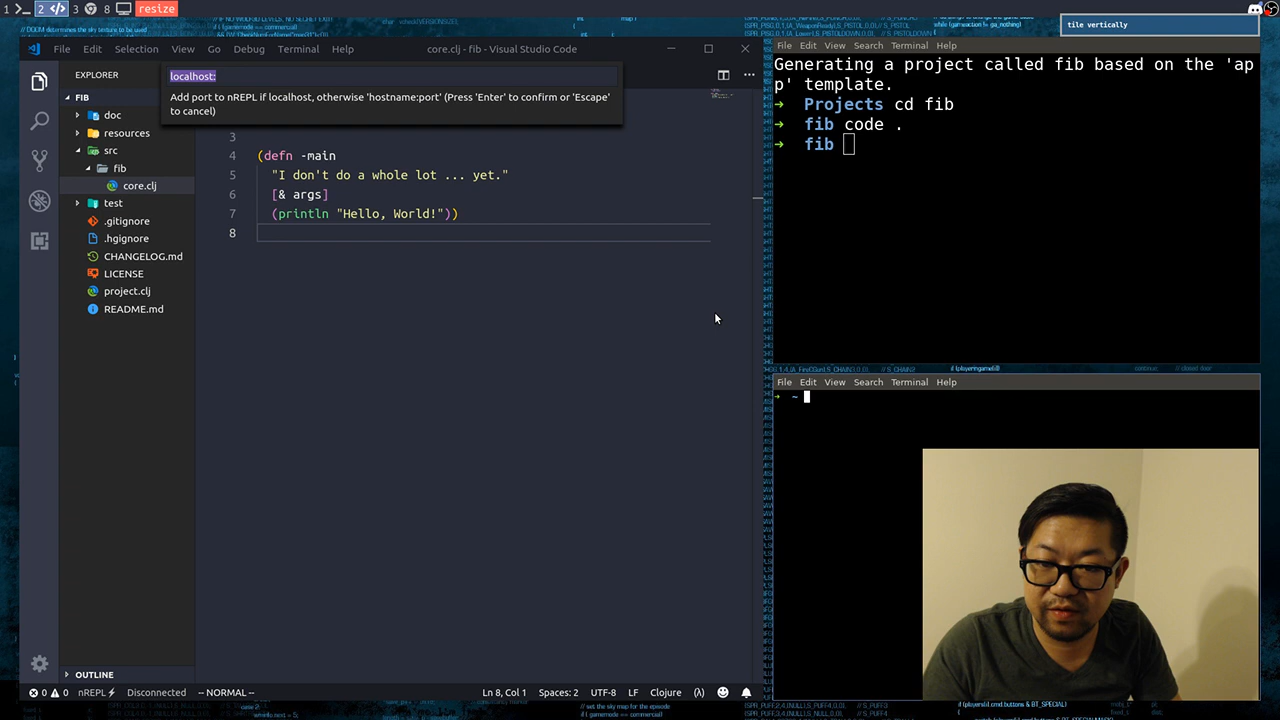 1
2
3
8
resize
tile vertically
File Edit Selection View Go Debug Terminal Help
core.clj - fib - Visual Studio Code
EXPLORER
localhost:
Add port to nREPL if localhost, otherwise 'hostname:port' (Press 'Enter' to confirm or 'Escape'
to cancel)
FIB
doc
resources
src
fib
core.clj
test
.gitignore
.hgignore
CHANGELOG.md
LICENSE
project.clj
README.md
OUTLINE
3
4 (defn -main
5 "I don't do a whole lot ... yet."
6 [& args]
7 (println "Hello, World!"))
8
0 0 nREPL Disconnected -- NORMAL -- Ln 8, Col 1 Spaces: 2 UTF-8 LF Clojure (λ)
File Edit View Search Terminal Help
Generating a project called fib based on the 'ap
p' template.
➜ Projects cd fib
➜ fib code .
➜ fib
File Edit View Search Terminal Help
➜ ~